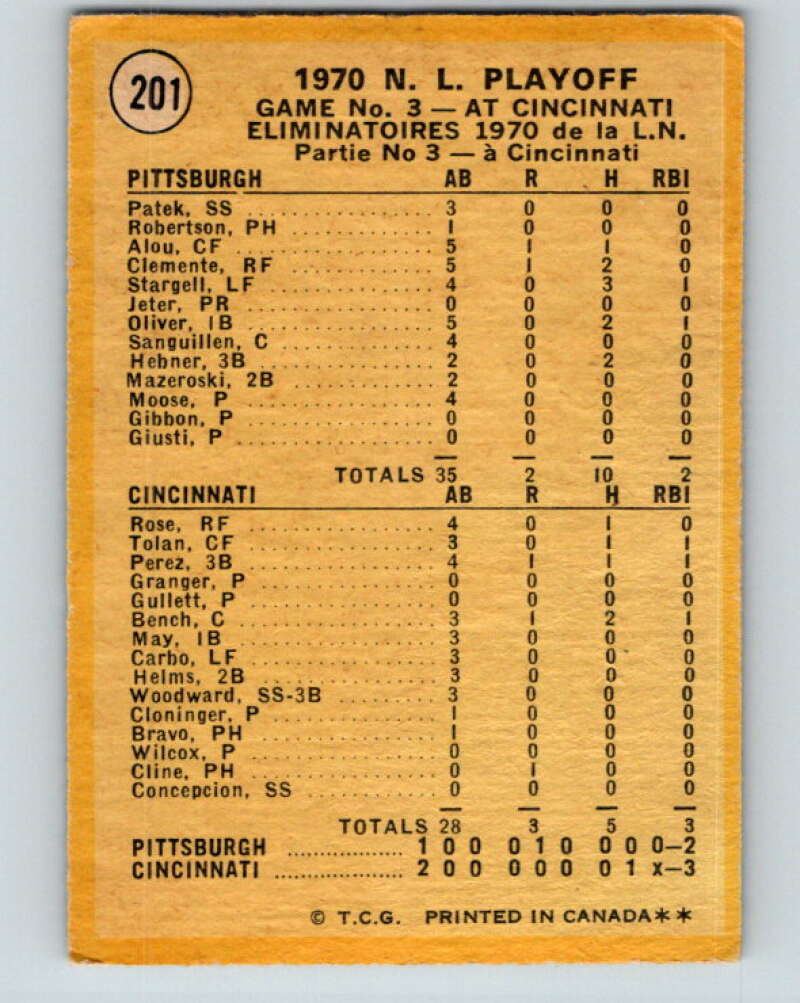 201
1970 N. L. PLAYOFF
GAME No. 3 — AT CINCINNATI
ELIMINATOIRES 1970 de la L.N.
Partie No 3 — à Cincinnati
PITTSBURGH AB R H RBI
Patek, SS .................. 3 0 0 0
Robertson, PH ............. 1 0 0 0
Alou, CF ................... 5 1 1 0
Clemente, RF ............. 5 1 2 0
Stargell, LF ................ 4 0 3 1
Jeter, PR .................. 0 0 0 0
Oliver, 1B ................. 5 0 2 1
Sanguillen, C .............. 4 0 0 0
Hebner, 3B ................ 2 0 2 0
Mazeroski, 2B ............. 2 0 0 0
Moose, P .................. 4 0 0 0
Gibbon, P .................. 0 0 0 0
Giusti, P ................... 0 0 0 0
TOTALS 35 2 10 2
CINCINNATI AB R H RBI
Rose, RF .................. 4 0 1 0
Tolan, CF .................. 3 0 1 1
Perez, 3B .................. 4 1 1 1
Granger, P ................. 0 0 0 0
Gullett, P .................. 0 0 0 0
Bench, C .................. 3 1 2 1
May, 1B ................... 3 0 0 0
Carbo, LF ................. 3 0 0 0
Helms, 2B ................ 3 0 0 0
Woodward, SS-3B ......... 3 0 0 0
Cloninger, P ............... 1 0 0 0
Bravo, PH ................ 1 0 0 0
Wilcox, P .................. 0 0 0 0
Cline, PH .................. 0 1 0 0
Concepcion, SS ............ 0 0 0 0
TOTALS 28 3 5 3
PITTSBURGH .................. 1 0 0 0 1 0 0 0 0–2
CINCINNATI .................... 2 0 0 0 0 0 0 1 x–3
© T.C.G. PRINTED IN CANADA**